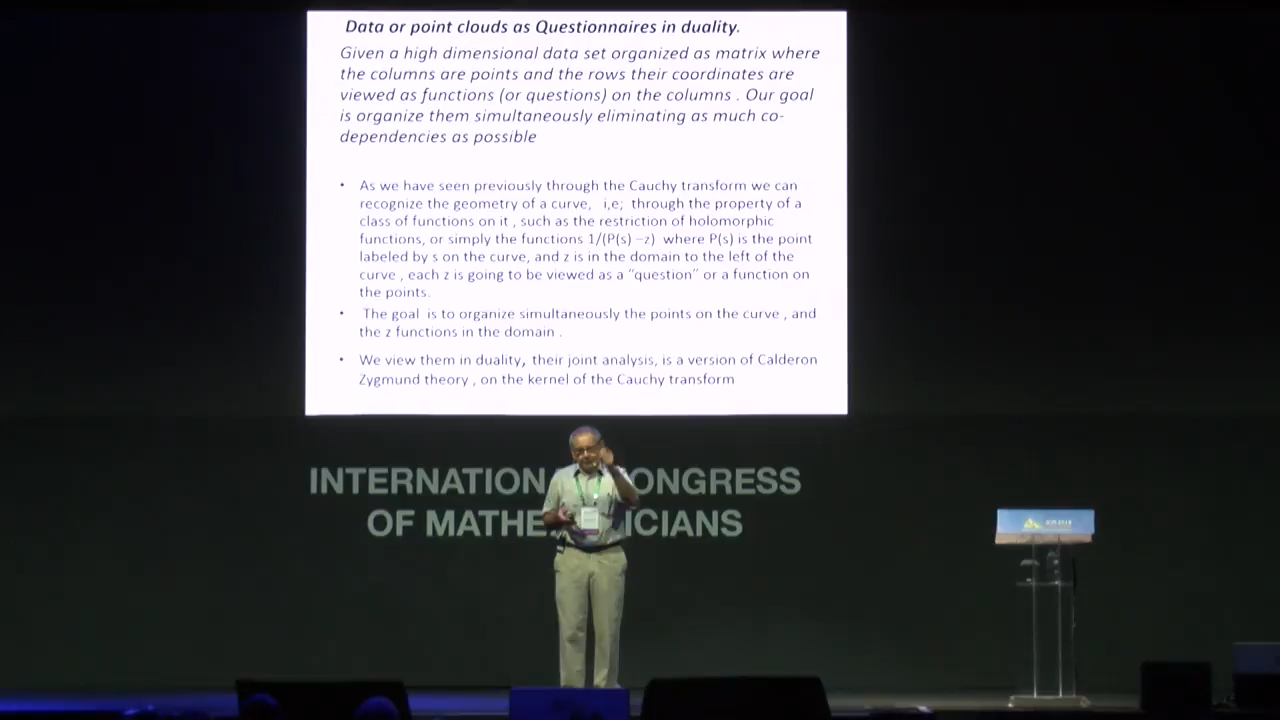 Data or point clouds as Questionnaires in duality.
Given a high dimensional data set organized as matrix where
the columns are points and the rows their coordinates are
viewed as functions (or questions) on the columns . Our goal
is organize them simultaneously eliminating as much co-
dependencies as possible
• As we have seen previously through the Cauchy transform we can
recognize the geometry of a curve, i,e; through the property of a
class of functions on it , such as the restriction of holomorphic
functions, or simply the functions 1/(P(s) –z) where P(s) is the point
labeled by s on the curve, and z is in the domain to the left of the
curve , each z is going to be viewed as a “question” or a function on
the points.
• The goal is to organize simultaneously the points on the curve , and
the z functions in the domain .
• We view them in duality, their joint analysis, is a version of Calderon
Zygmund theory , on the kernel of the Cauchy transform
INTERNATION ONGRESS
OF MATHE ICIANS